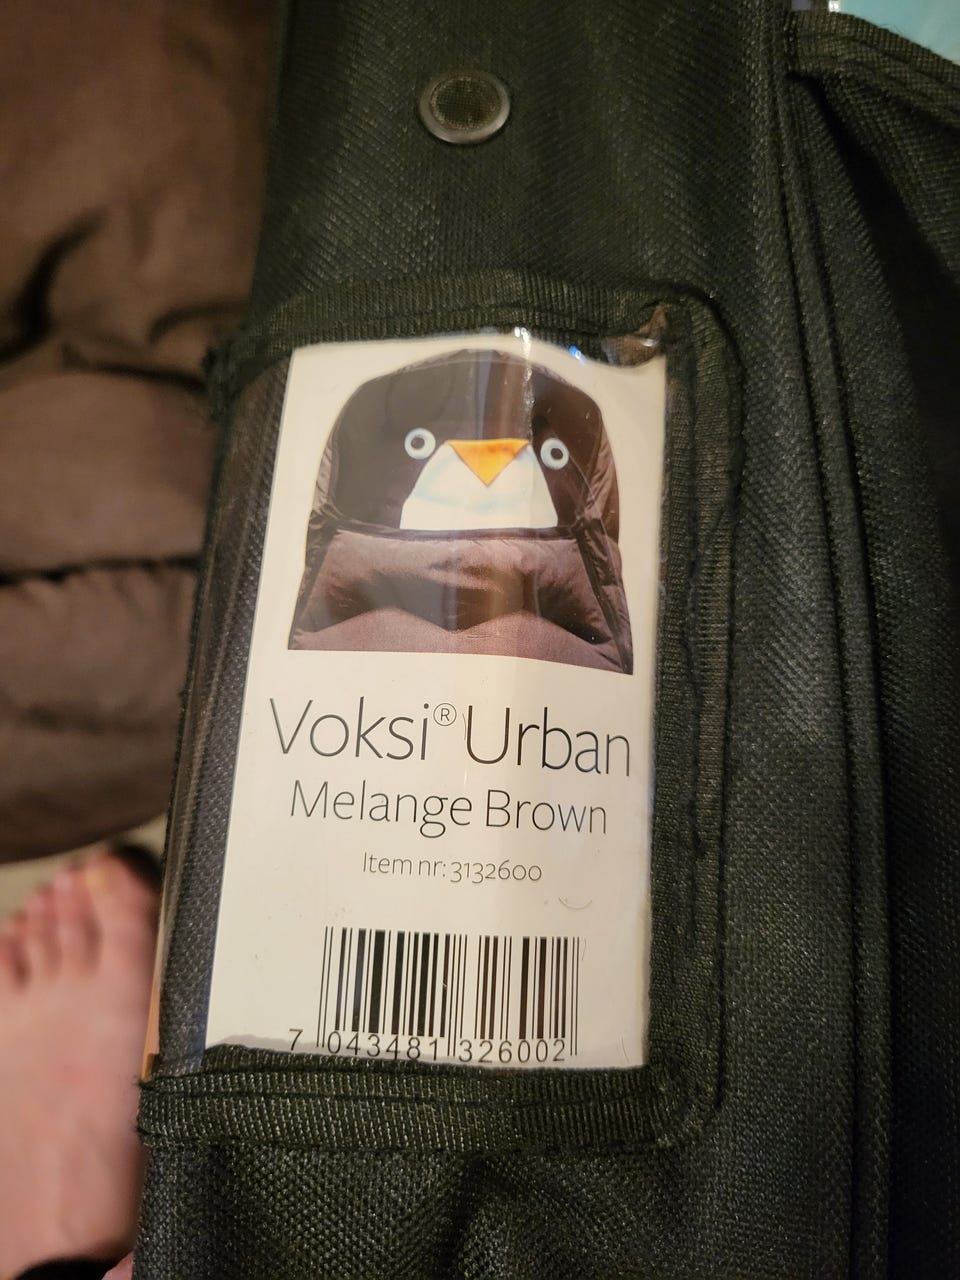 Voksi® Urban
Melange Brown
Item nr: 3132600
7 043481 326002